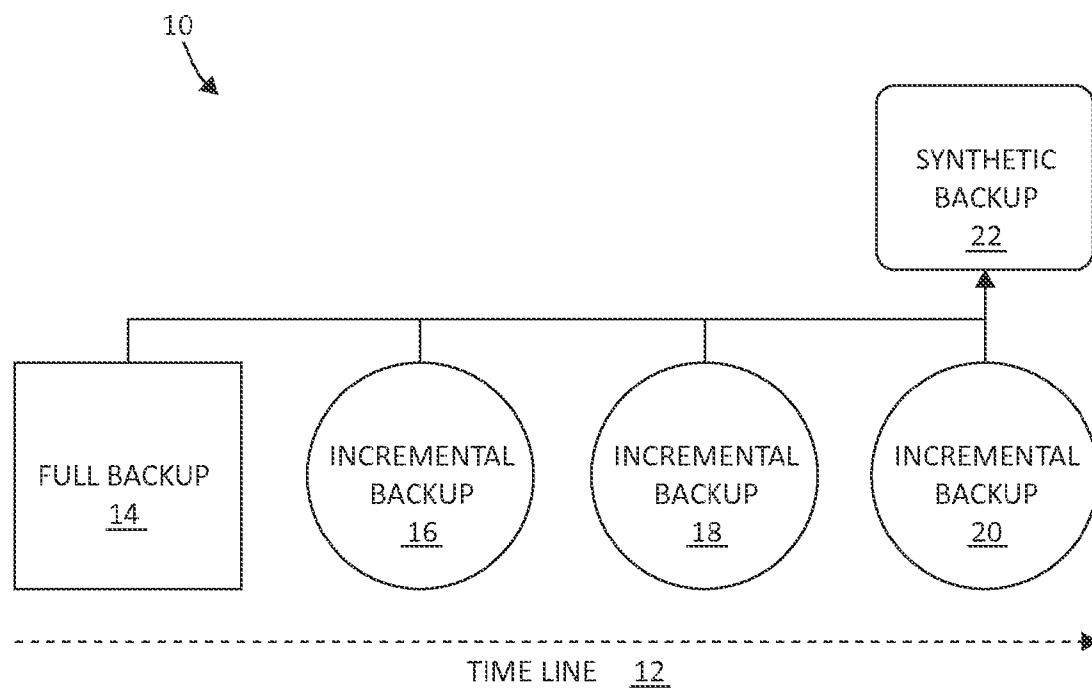 10
SYNTHETIC
BACKUP
22
FULL BACKUP
14
INCREMENTAL
BACKUP
16
INCREMENTAL
BACKUP
18
INCREMENTAL
BACKUP
20
TIME LINE 12